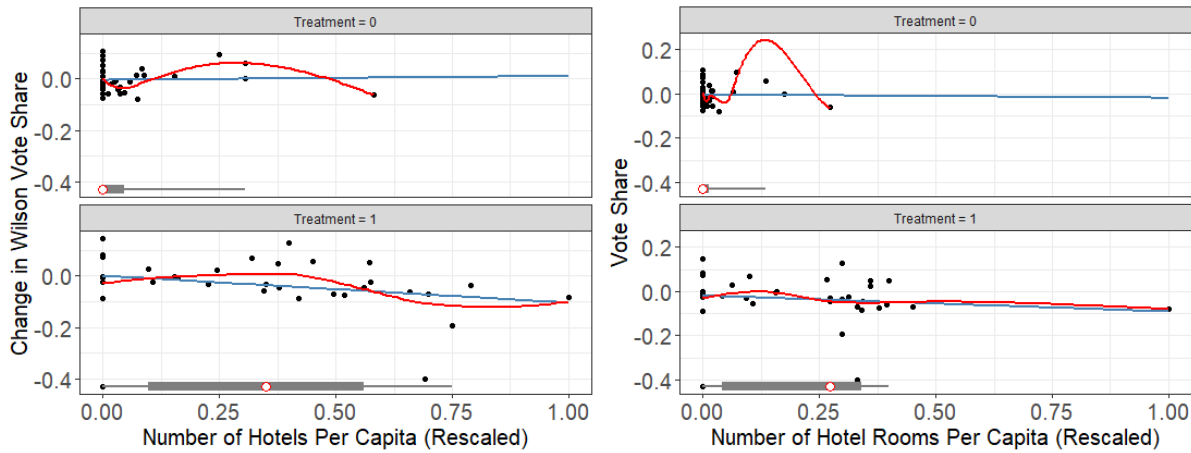 Treatment = 0
0.0
-0.2
-0.4
Treatment = 1
0.0
-0.2
-0.4
0.00 0.25 0.50 0.75 1.00
Number of Hotels Per Capita (Rescaled)
Change in Wilson Vote Share
Treatment = 0
0.2
0.0
-0.2
-0.4
Treatment = 1
0.2
0.0
-0.2
-0.4
0.00 0.25 0.50 0.75 1.00
Number of Hotel Rooms Per Capita (Rescaled)
Vote Share